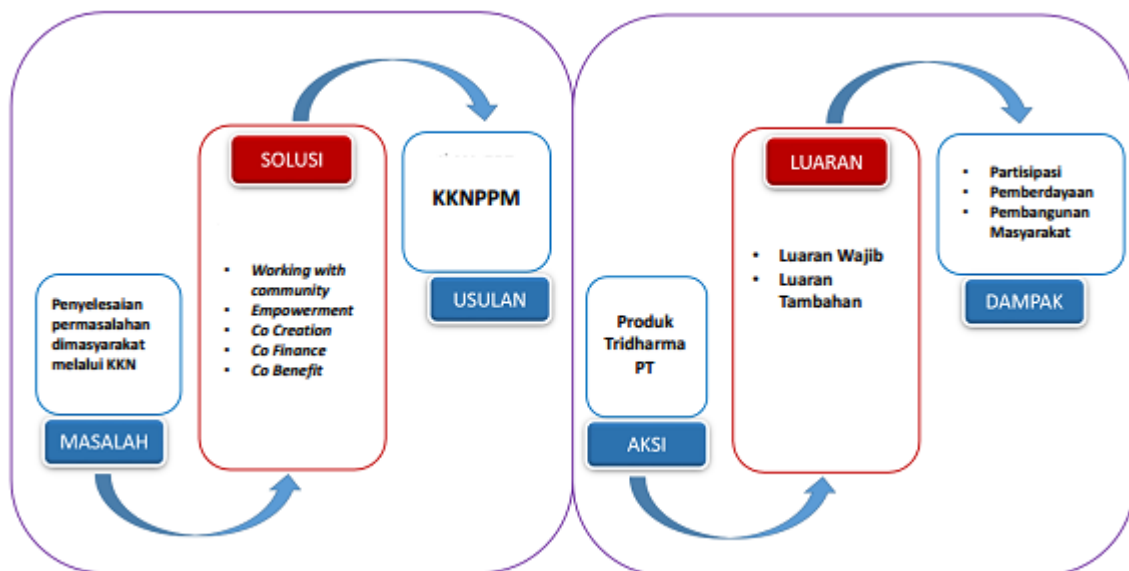 SOLUSI
• Working with
community
• Empowerment
• Co Creation
• Co Finance
• Co Benefit
KKNPPM
USULAN
Penyelesaian
permasalahan
dimasyarakat
melalui KKN
MASALAH
LUARAN
• Luaran Wajib
• Luaran
Tambahan
• Partisipasi
• Pemberdayaan
• Pembangunan
Masyarakat
DAMPAK
Produk
Tridharma
PT
AKSI